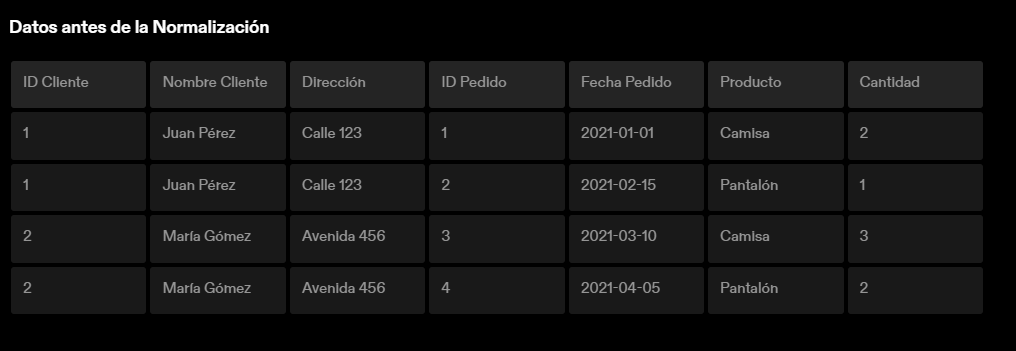 Datos antes de la Normalización
ID Cliente Nombre Cliente Dirección ID Pedido Fecha Pedido Producto Cantidad
1 Juan Pérez Calle 123 1 2021-01-01 Camisa 2
1 Juan Pérez Calle 123 2 2021-02-15 Pantalón 1
2 María Gómez Avenida 456 3 2021-03-10 Camisa 3
2 María Gómez Avenida 456 4 2021-04-05 Pantalón 2